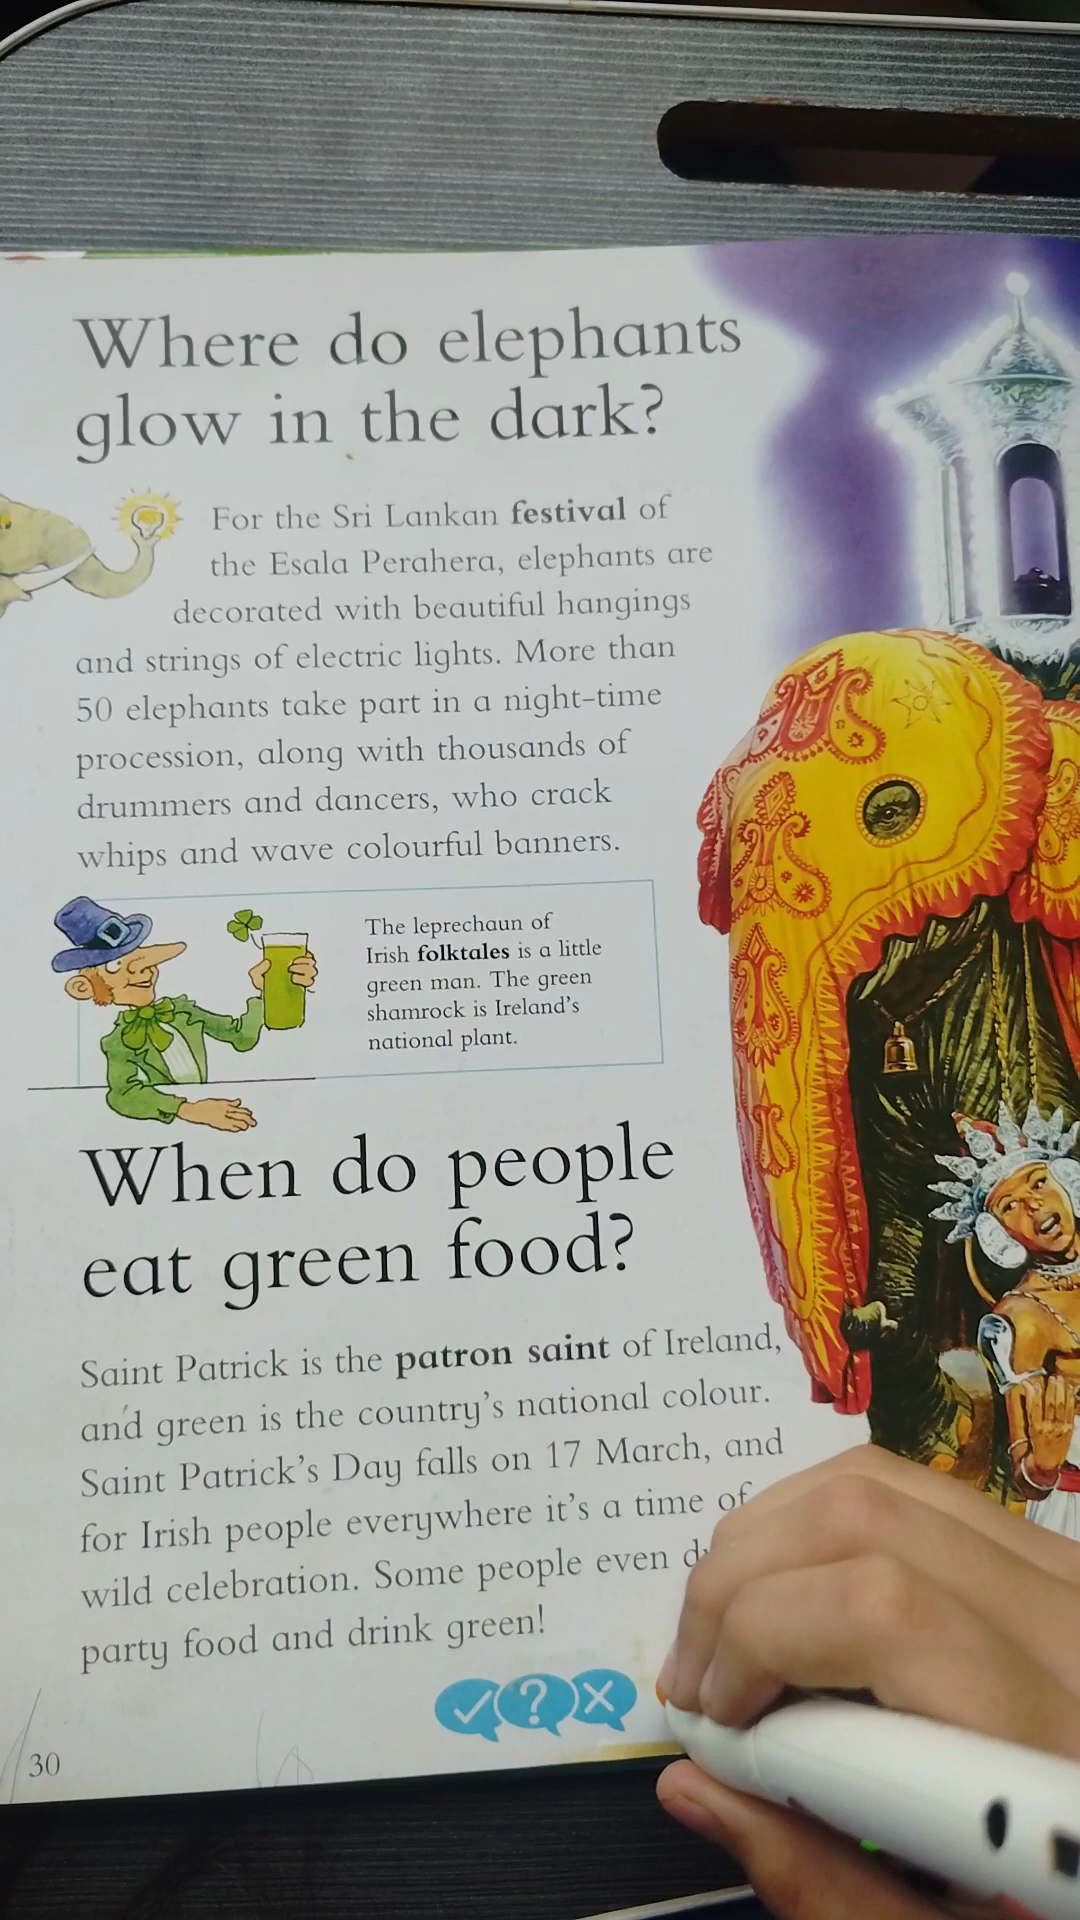 Where do elephants
glow in the dark?
For the Sri Lankan festival of
the Esala Perahera, elephants are
decorated with beautiful hangings
and strings of electric lights. More than
50 elephants take part in a night-time
procession, along with thousands of
drummers and dancers, who crack
whips and wave colourful banners.
The leprechaun of
Irish folktales is a little
green man. The green
shamrock is Ireland's
national plant.
When do people
eat green food?
Saint Patrick is the patron saint of Ireland,
and green is the country's national colour.
Saint Patrick's Day falls on 17 March, and
for Irish people everywhere it's a time of
wild celebration. Some people even
party food and drink green!
?
30